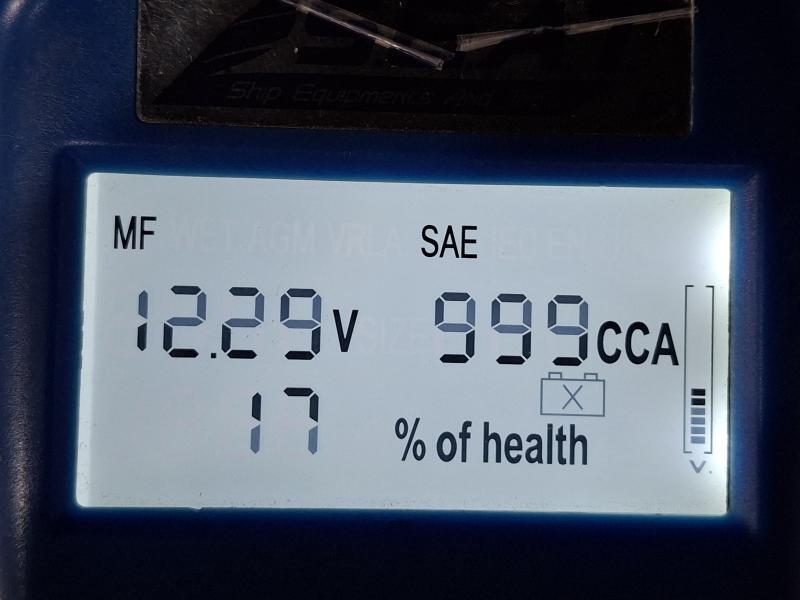 Ship Equipments And
MF SAE
12.29 V 999 CCA
17 % of health